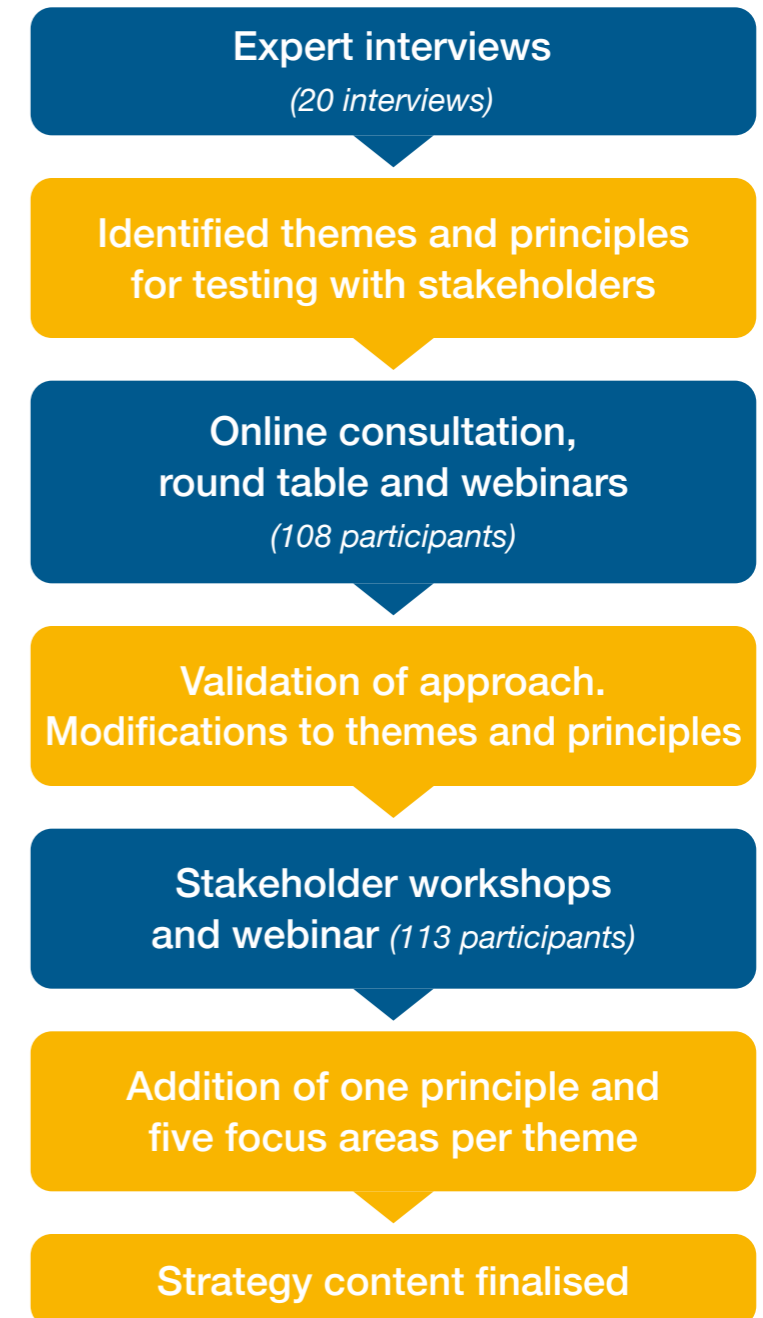 Expert interviews
(20 interviews)
Identified themes and principles
for testing with stakeholders
Online consultation,
round table and webinars
(108 participants)
Validation of approach.
Modifications to themes and principles
Stakeholder workshops
and webinar (113 participants)
Addition of one principle and
five focus areas per theme
Strategy content finalised